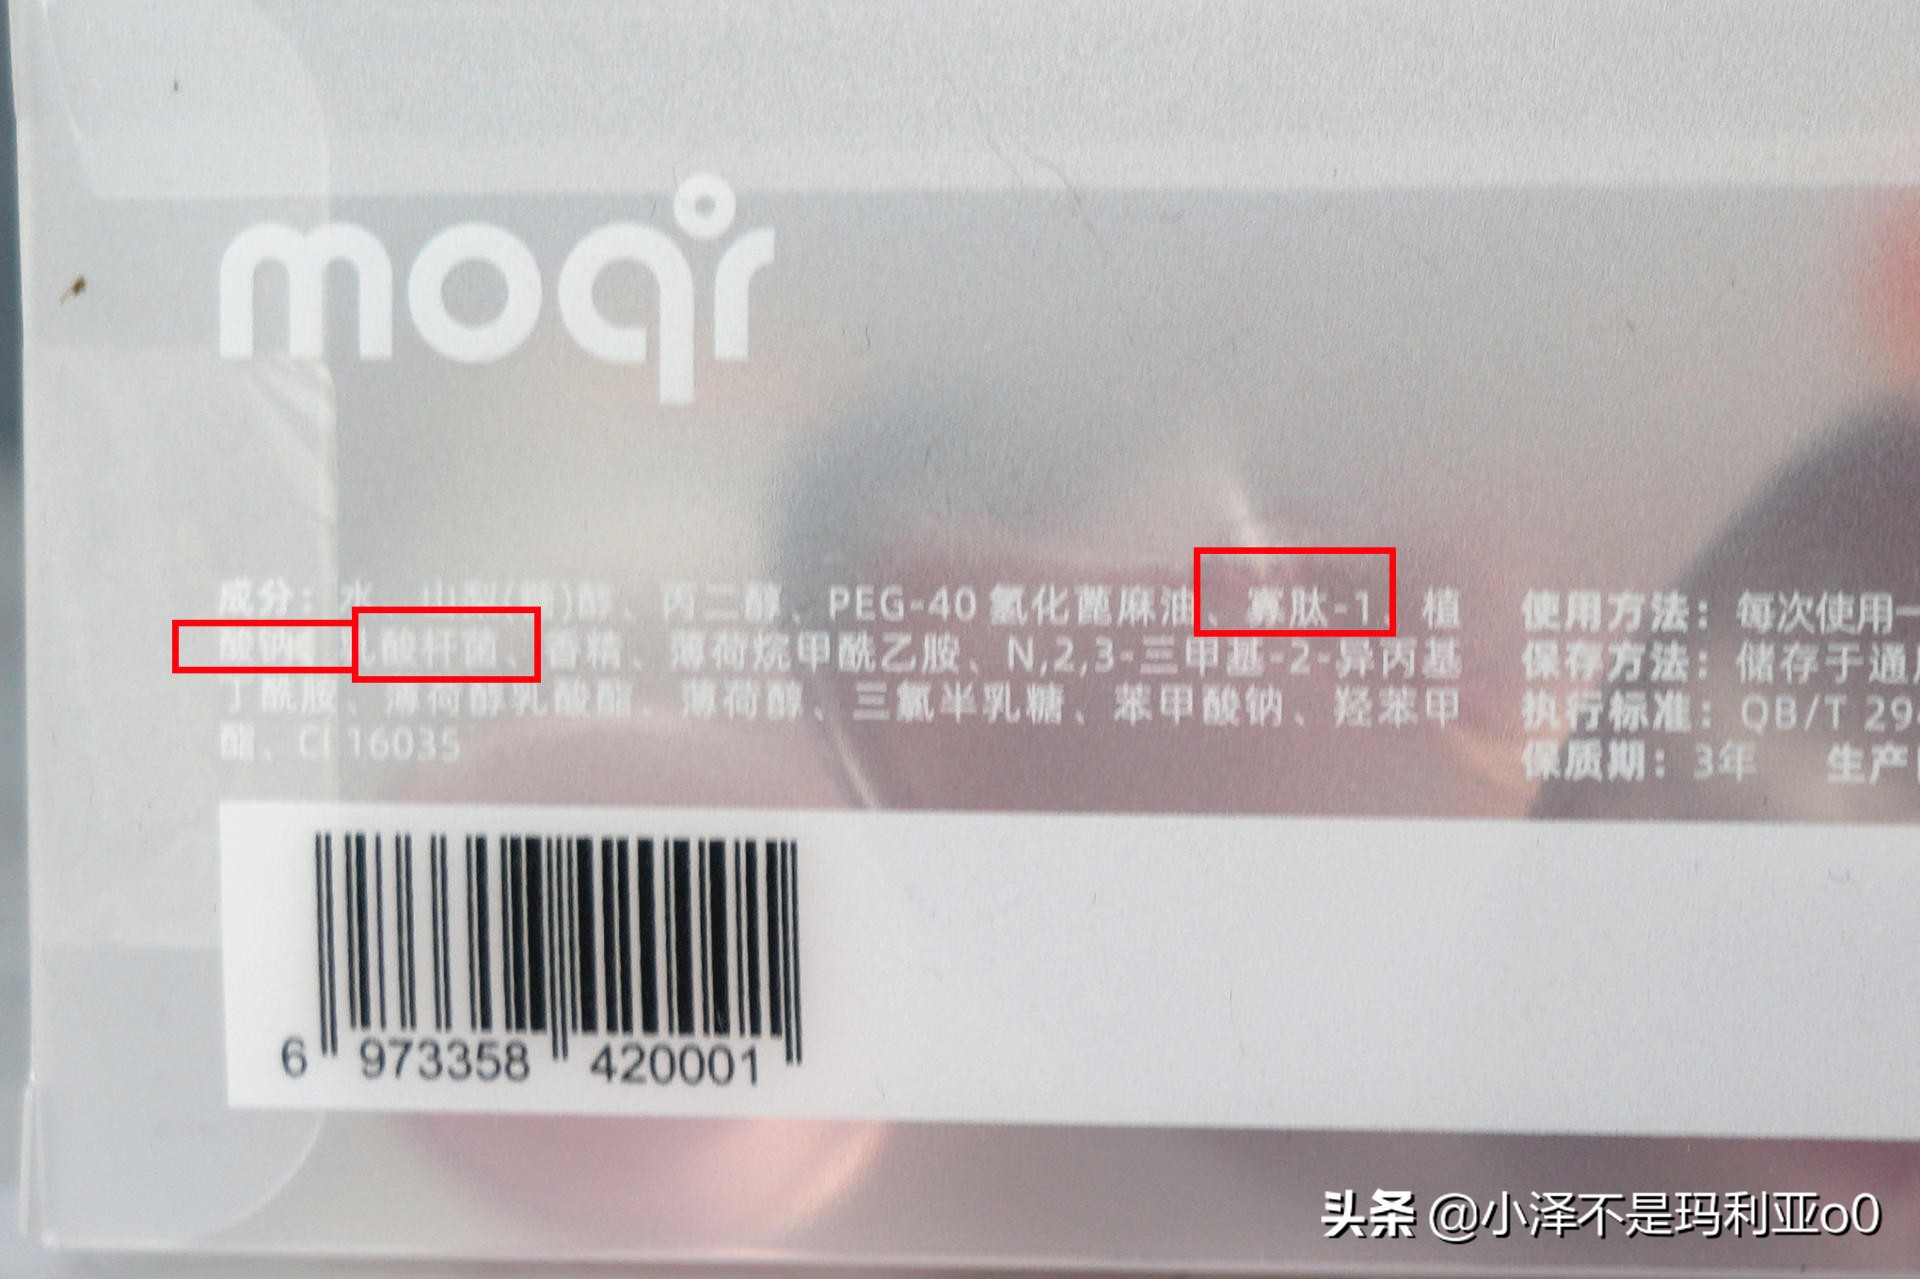 moqr
成分：水、山梨(糖)醇、丙二醇、PEG-40 氢化蓖麻油、寡肽-1、植
酸钠、乳酸杆菌、香精、薄荷烷甲酰乙胺、N,2,3-三甲基-2-异丙基
丁酰胺、薄荷醇乳酸酯、薄荷醇、三氯半乳糖、苯甲酸钠、羟苯甲
酯、CI 16035
使用方法：每次使用一
保存方法：储存于通
执行标准：QB/T 29
保质期：3年 生产
6 973358 420001
头条 @小泽不是玛利亚o0